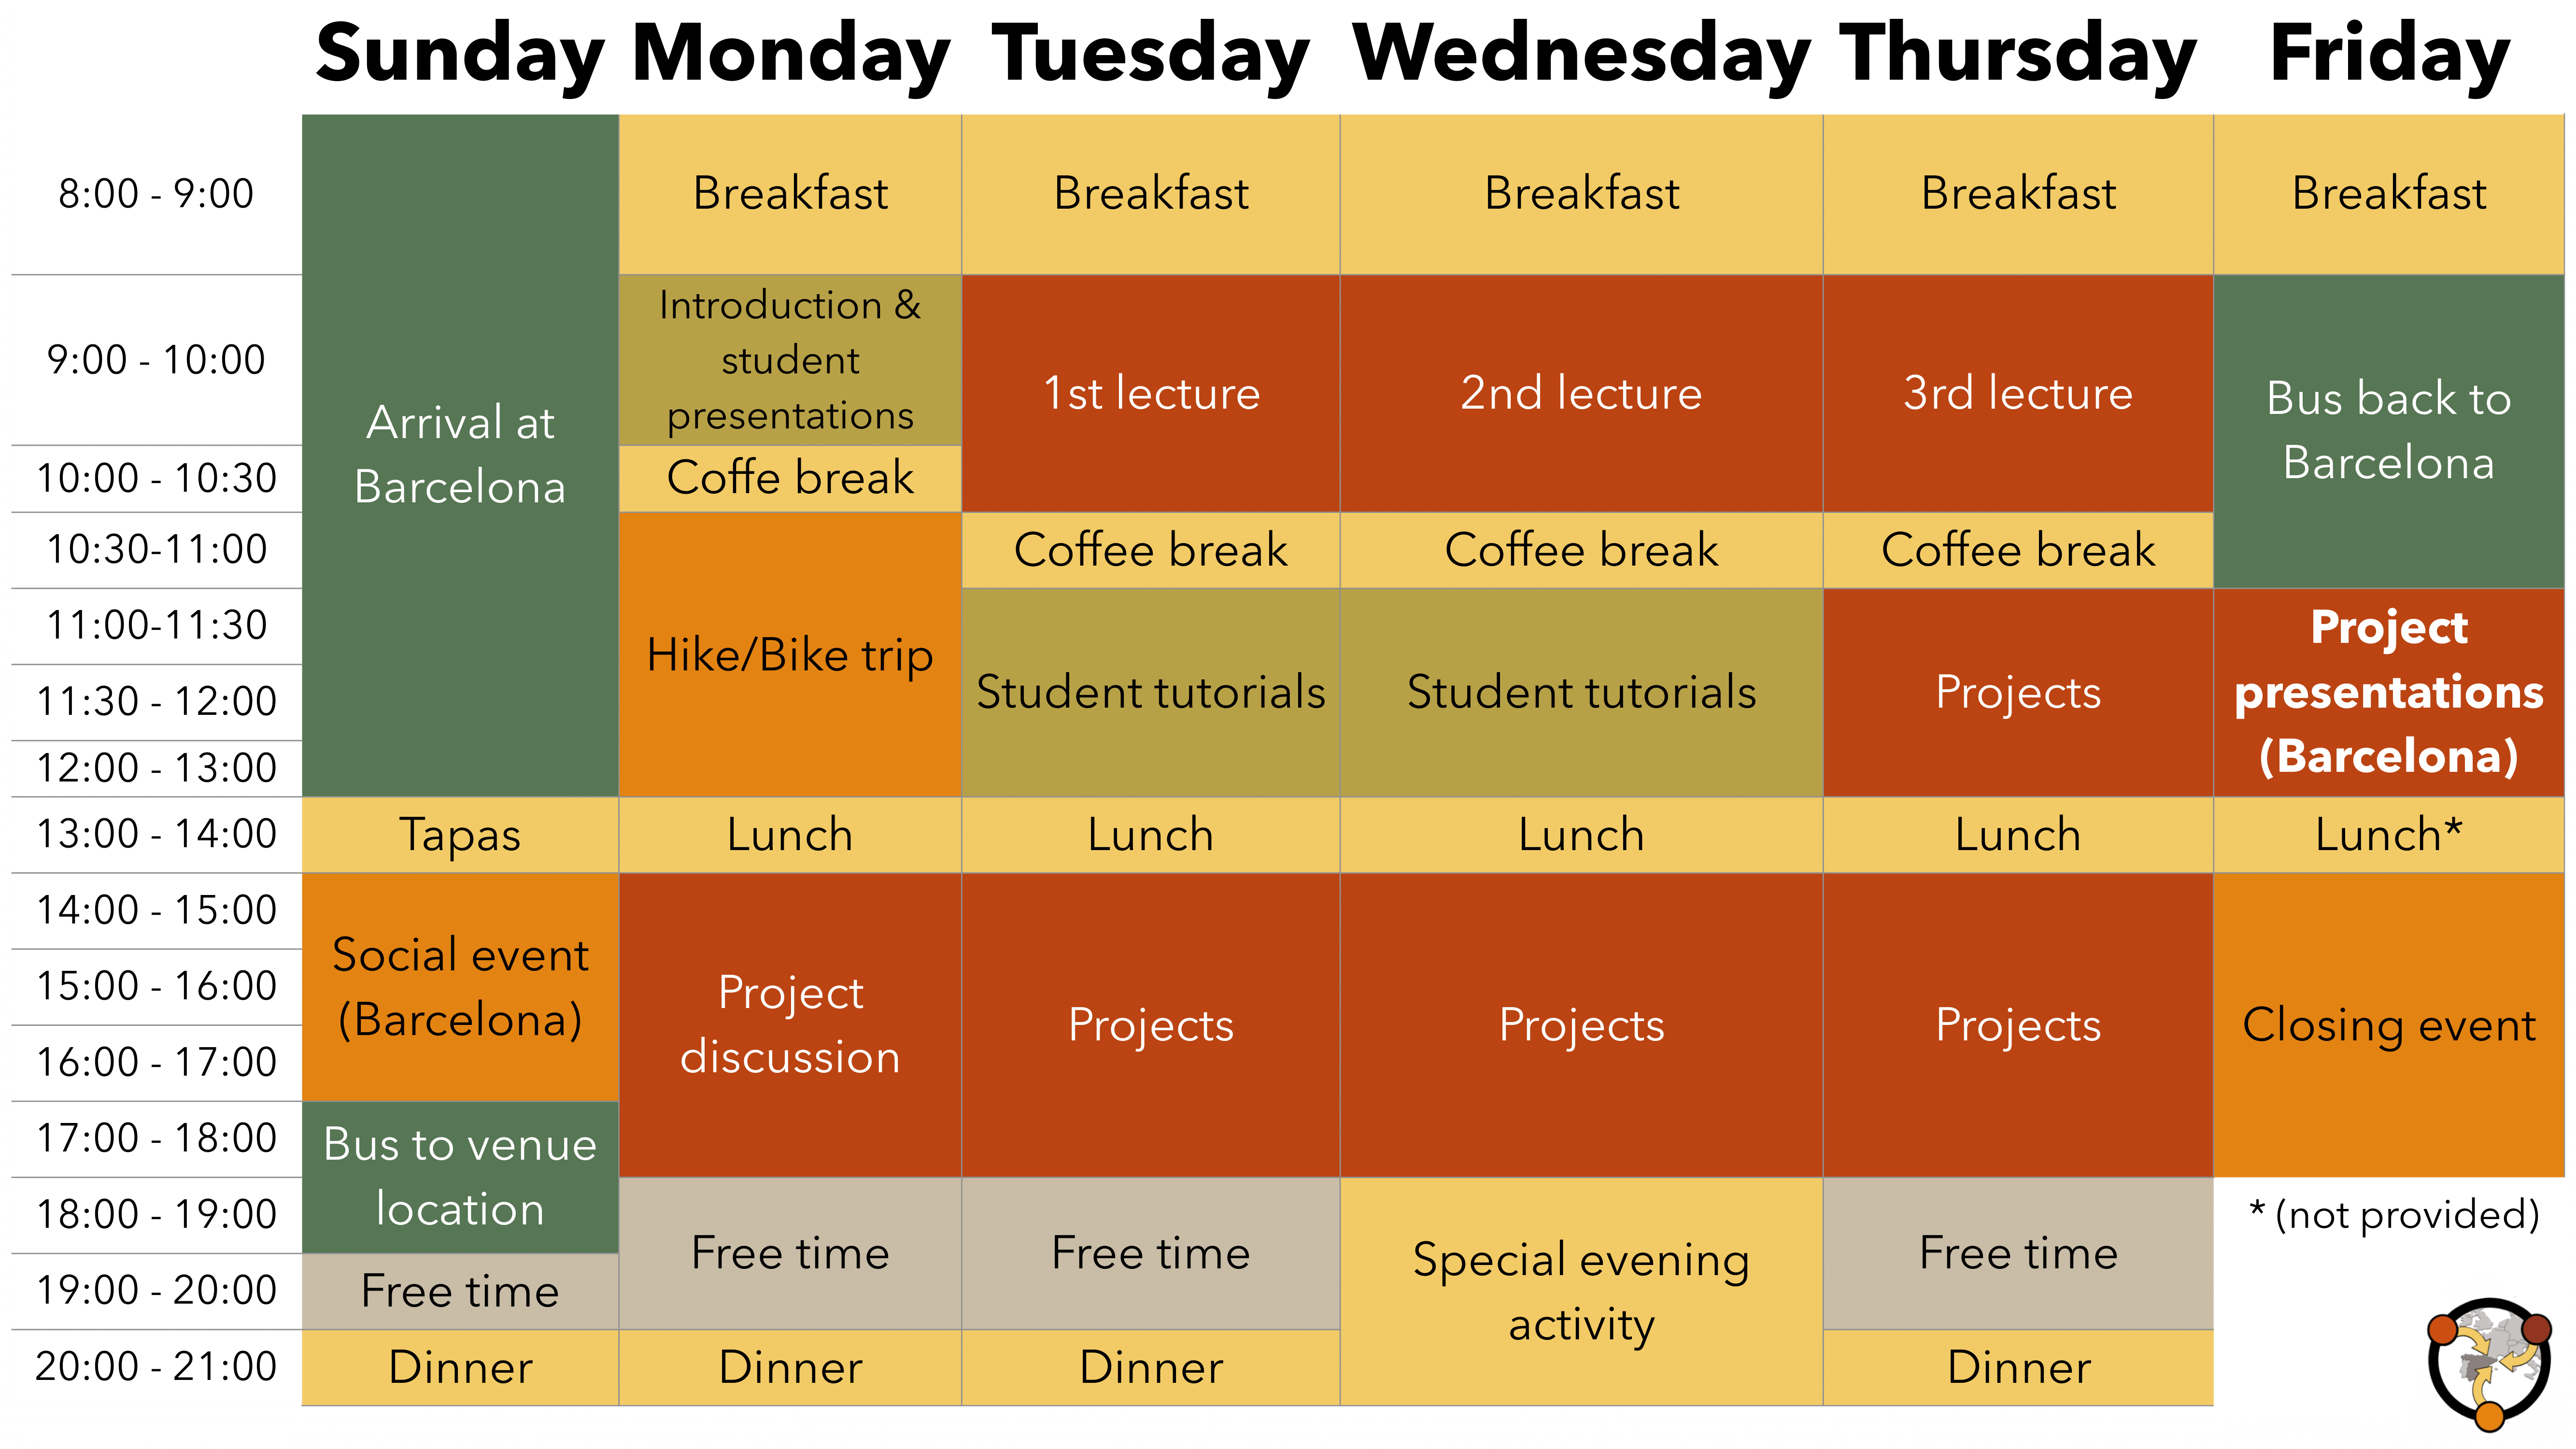 Sunday Monday Tuesday Wednesday Thursday Friday
8:00 - 9:00 Breakfast Breakfast Breakfast Breakfast Breakfast
9:00 - 10:00
10:00 - 10:30
10:30-11:00
11:00-11:30
11:30 - 12:00
12:00 - 13:00
Arrival at
Barcelona
Introduction &
student
presentations
Coffe break
Hike/Bike trip
1st lecture
Coffee break
Student tutorials
2nd lecture
Coffee break
Student tutorials
3rd lecture
Coffee break
Projects
Bus back to
Barcelona
Project
presentations
(Barcelona)
13:00 - 14:00 Tapas Lunch Lunch Lunch Lunch Lunch*
14:00 - 15:00
15:00 - 16:00
16:00 - 17:00
17:00 - 18:00
18:00 - 19:00
19:00 - 20:00
20:00 - 21:00
Social event
(Barcelona)
Bus to venue
location
Free time
Dinner
Project
discussion
Free time
Dinner
Projects
Free time
Dinner
Projects
Special evening
activity
Projects
Free time
Dinner
Closing event
* (not provided)